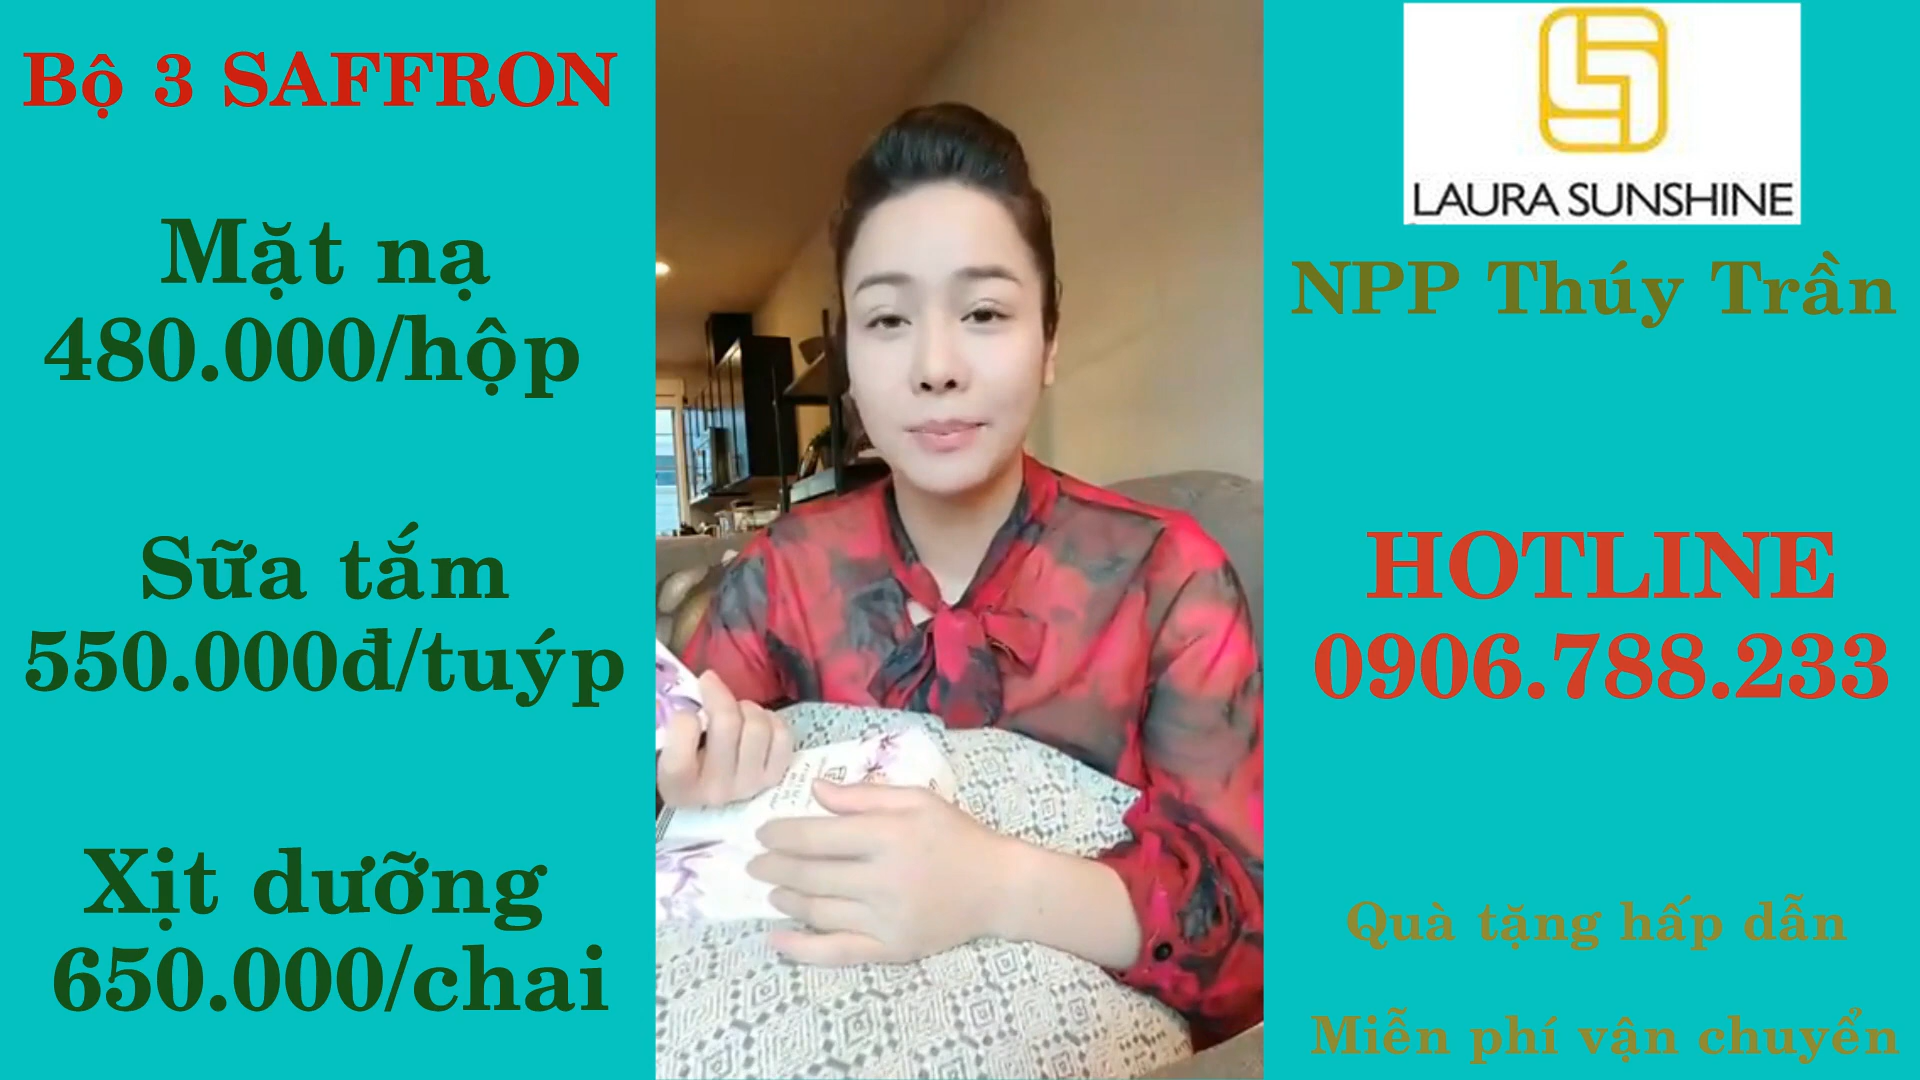 Bộ 3 SAFFRON
Mặt nạ
480.000/hộp
Sữa tắm
550.000đ/tuýp
Xịt dưỡng
650.000/chai
LAURA SUNSHINE
NPP Thúy Trần
HOTLINE
0906.788.233
Quà tặng hấp dẫn
Miễn phí vận chuyển